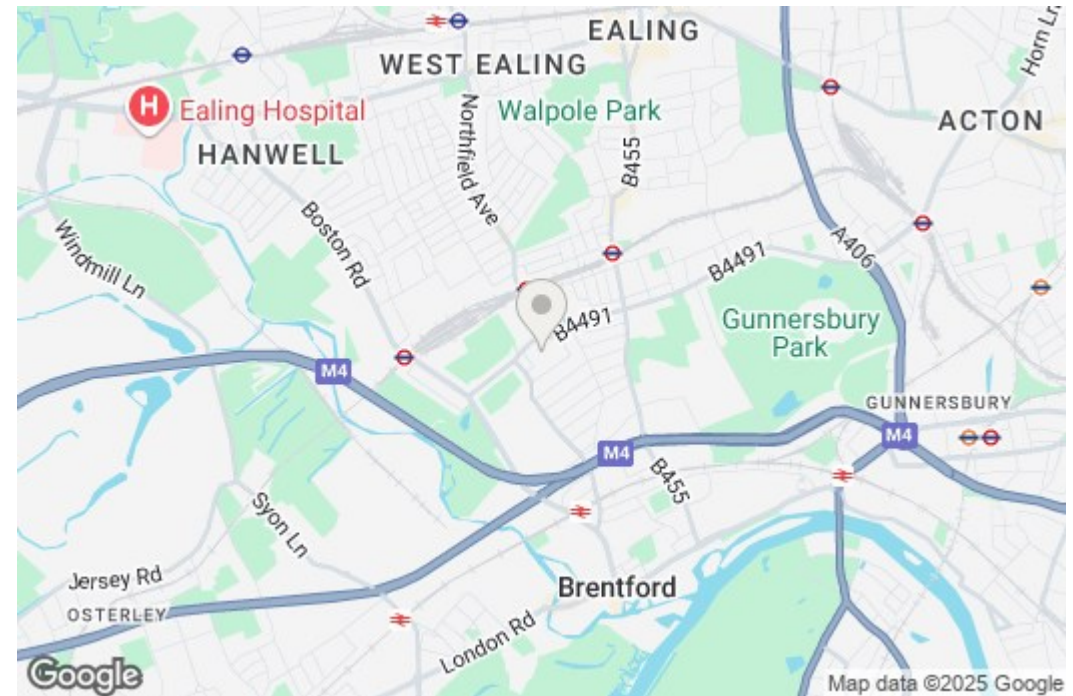 EALING
WEST EALING
Horn Ln
H Ealing Hospital
Northfield Ave
Walpole Park
ACTON
HANWELL
B455
Boston Rd
Windmill Ln
A406
B4491
B4491
Gunnersbury
Park
M4
GUNNERSBURY
M4
M4
B455
Syon Ln
Jersey Rd
Brentford
OSTERLEY
London Rd
Google
Map data ©2025 Google